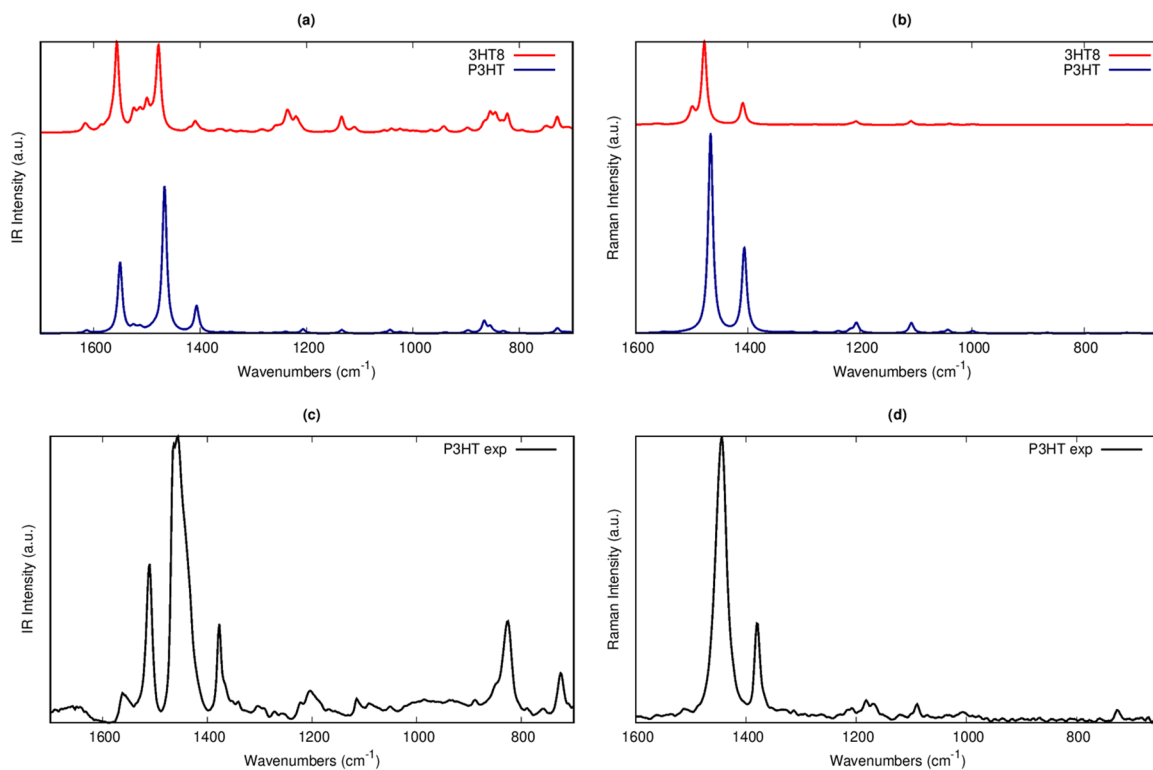 (a)
3HT8
P3HT
IR Intensity (a.u.)
1600 1400 1200 1000 800
Wavenumbers (cm-1)
(b)
3HT8
P3HT
Raman Intensity (a.u.)
1600 1400 1200 1000 800
Wavenumbers (cm-1)
(c)
P3HT exp
IR Intensity (a.u.)
1600 1400 1200 1000 800
Wavenumbers (cm-1)
(d)
P3HT exp
Raman Intensity (a.u.)
1600 1400 1200 1000 800
Wavenumbers (cm-1)